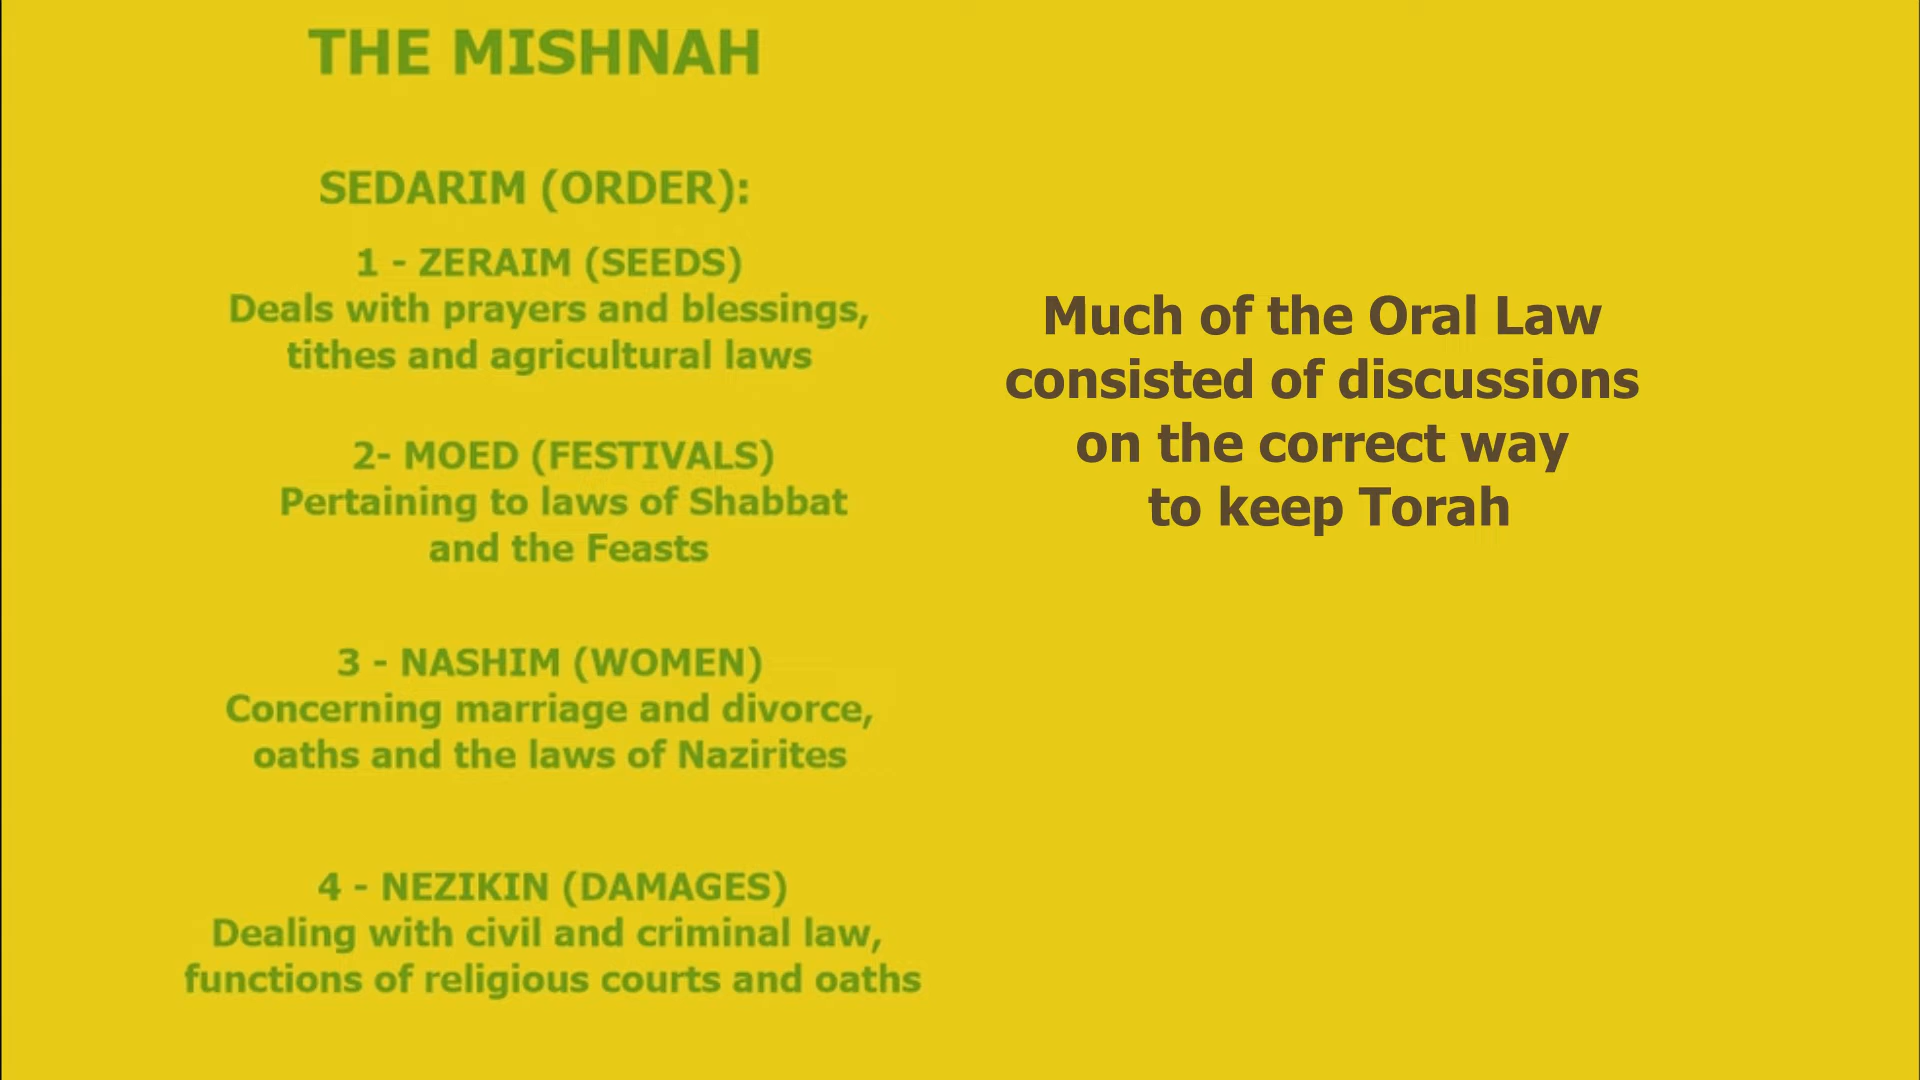 THE MISHNAH
SEDARIM (ORDER):
1 - ZERAIM (SEEDS)
Deals with prayers and blessings,
tithes and agricultural laws
2- MOED (FESTIVALS)
Pertaining to laws of Shabbat
and the Feasts
3 - NASHIM (WOMEN)
Concerning marriage and divorce,
oaths and the laws of Nazirites
4 - NEZIKIN (DAMAGES)
Dealing with civil and criminal law,
functions of religious courts and oaths
Much of the Oral Law
consisted of discussions
on the correct way
to keep Torah